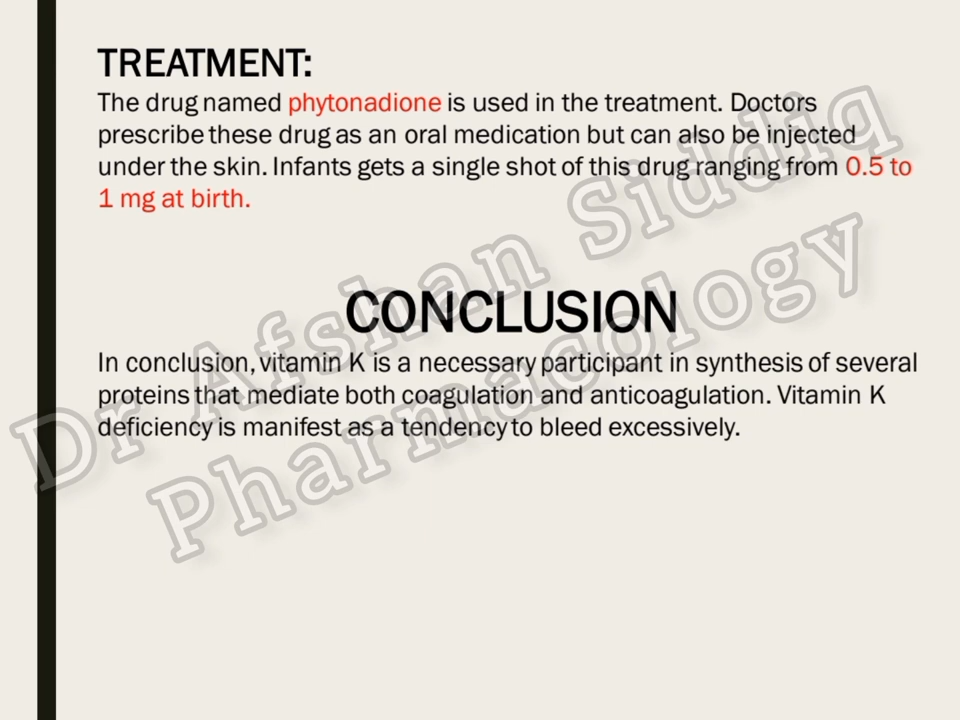 TREATMENT:
The drug named phytonadione is used in the treatment. Doctors
prescribe these drug as an oral medication but can also be injected
under the skin. Infants gets a single shot of this drug ranging from 0.5 to
1 mg at birth.
CONCLUSION
In conclusion, vitamin K is a necessary participant in synthesis of several
proteins that mediate both coagulation and anticoagulation. Vitamin K
deficiency is manifest as a tendency to bleed excessively.
Dr Afshan Siddiq
Pharmacology